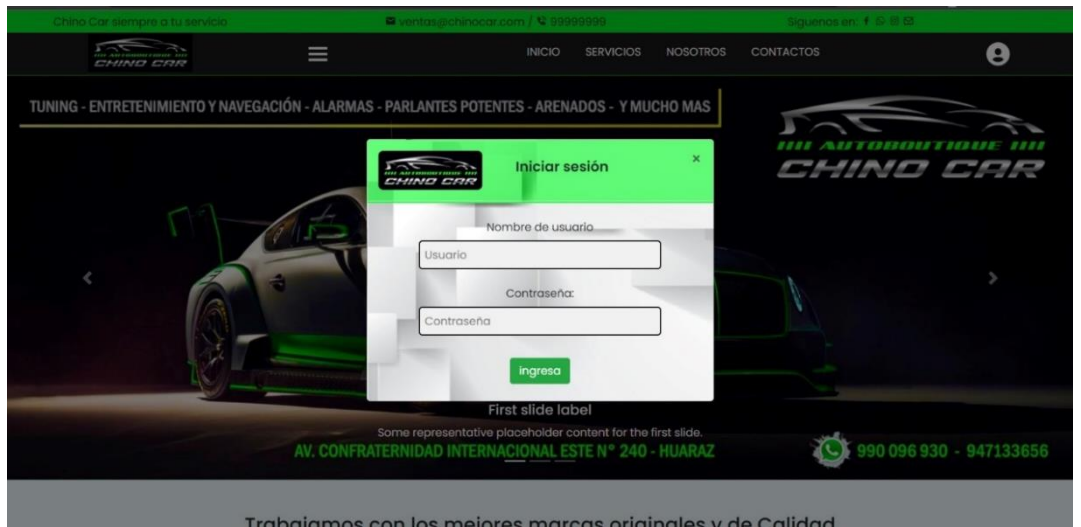 Chino Car siempre a tu servicio
ventas@chinocar.com / 99999999
Siguenos en:
AUTOBOUTIQUE
CHINO CAR
INICIO SERVICIOS NOSOTROS CONTACTOS
TUNING - ENTRETENIMIENTO Y NAVEGACIÓN - ALARMAS - PARLANTES POTENTES - ARENADOS - Y MUCHO MAS
AUTOBOUTIQUE
CHINO CAR
AUTOBOUTIQUE
CHINO CAR
Iniciar sesión
×
Nombre de usuario
Usuario
Contraseña:
Contraseña
ingresa
First slide label
Some representative placeholder content for the first slide.
AV. CONFRATERNIDAD INTERNACIONAL ESTE N° 240 - HUARAZ
990 096 930 - 947133656
Trabajamos con los mejores marcas originales y de Calidad